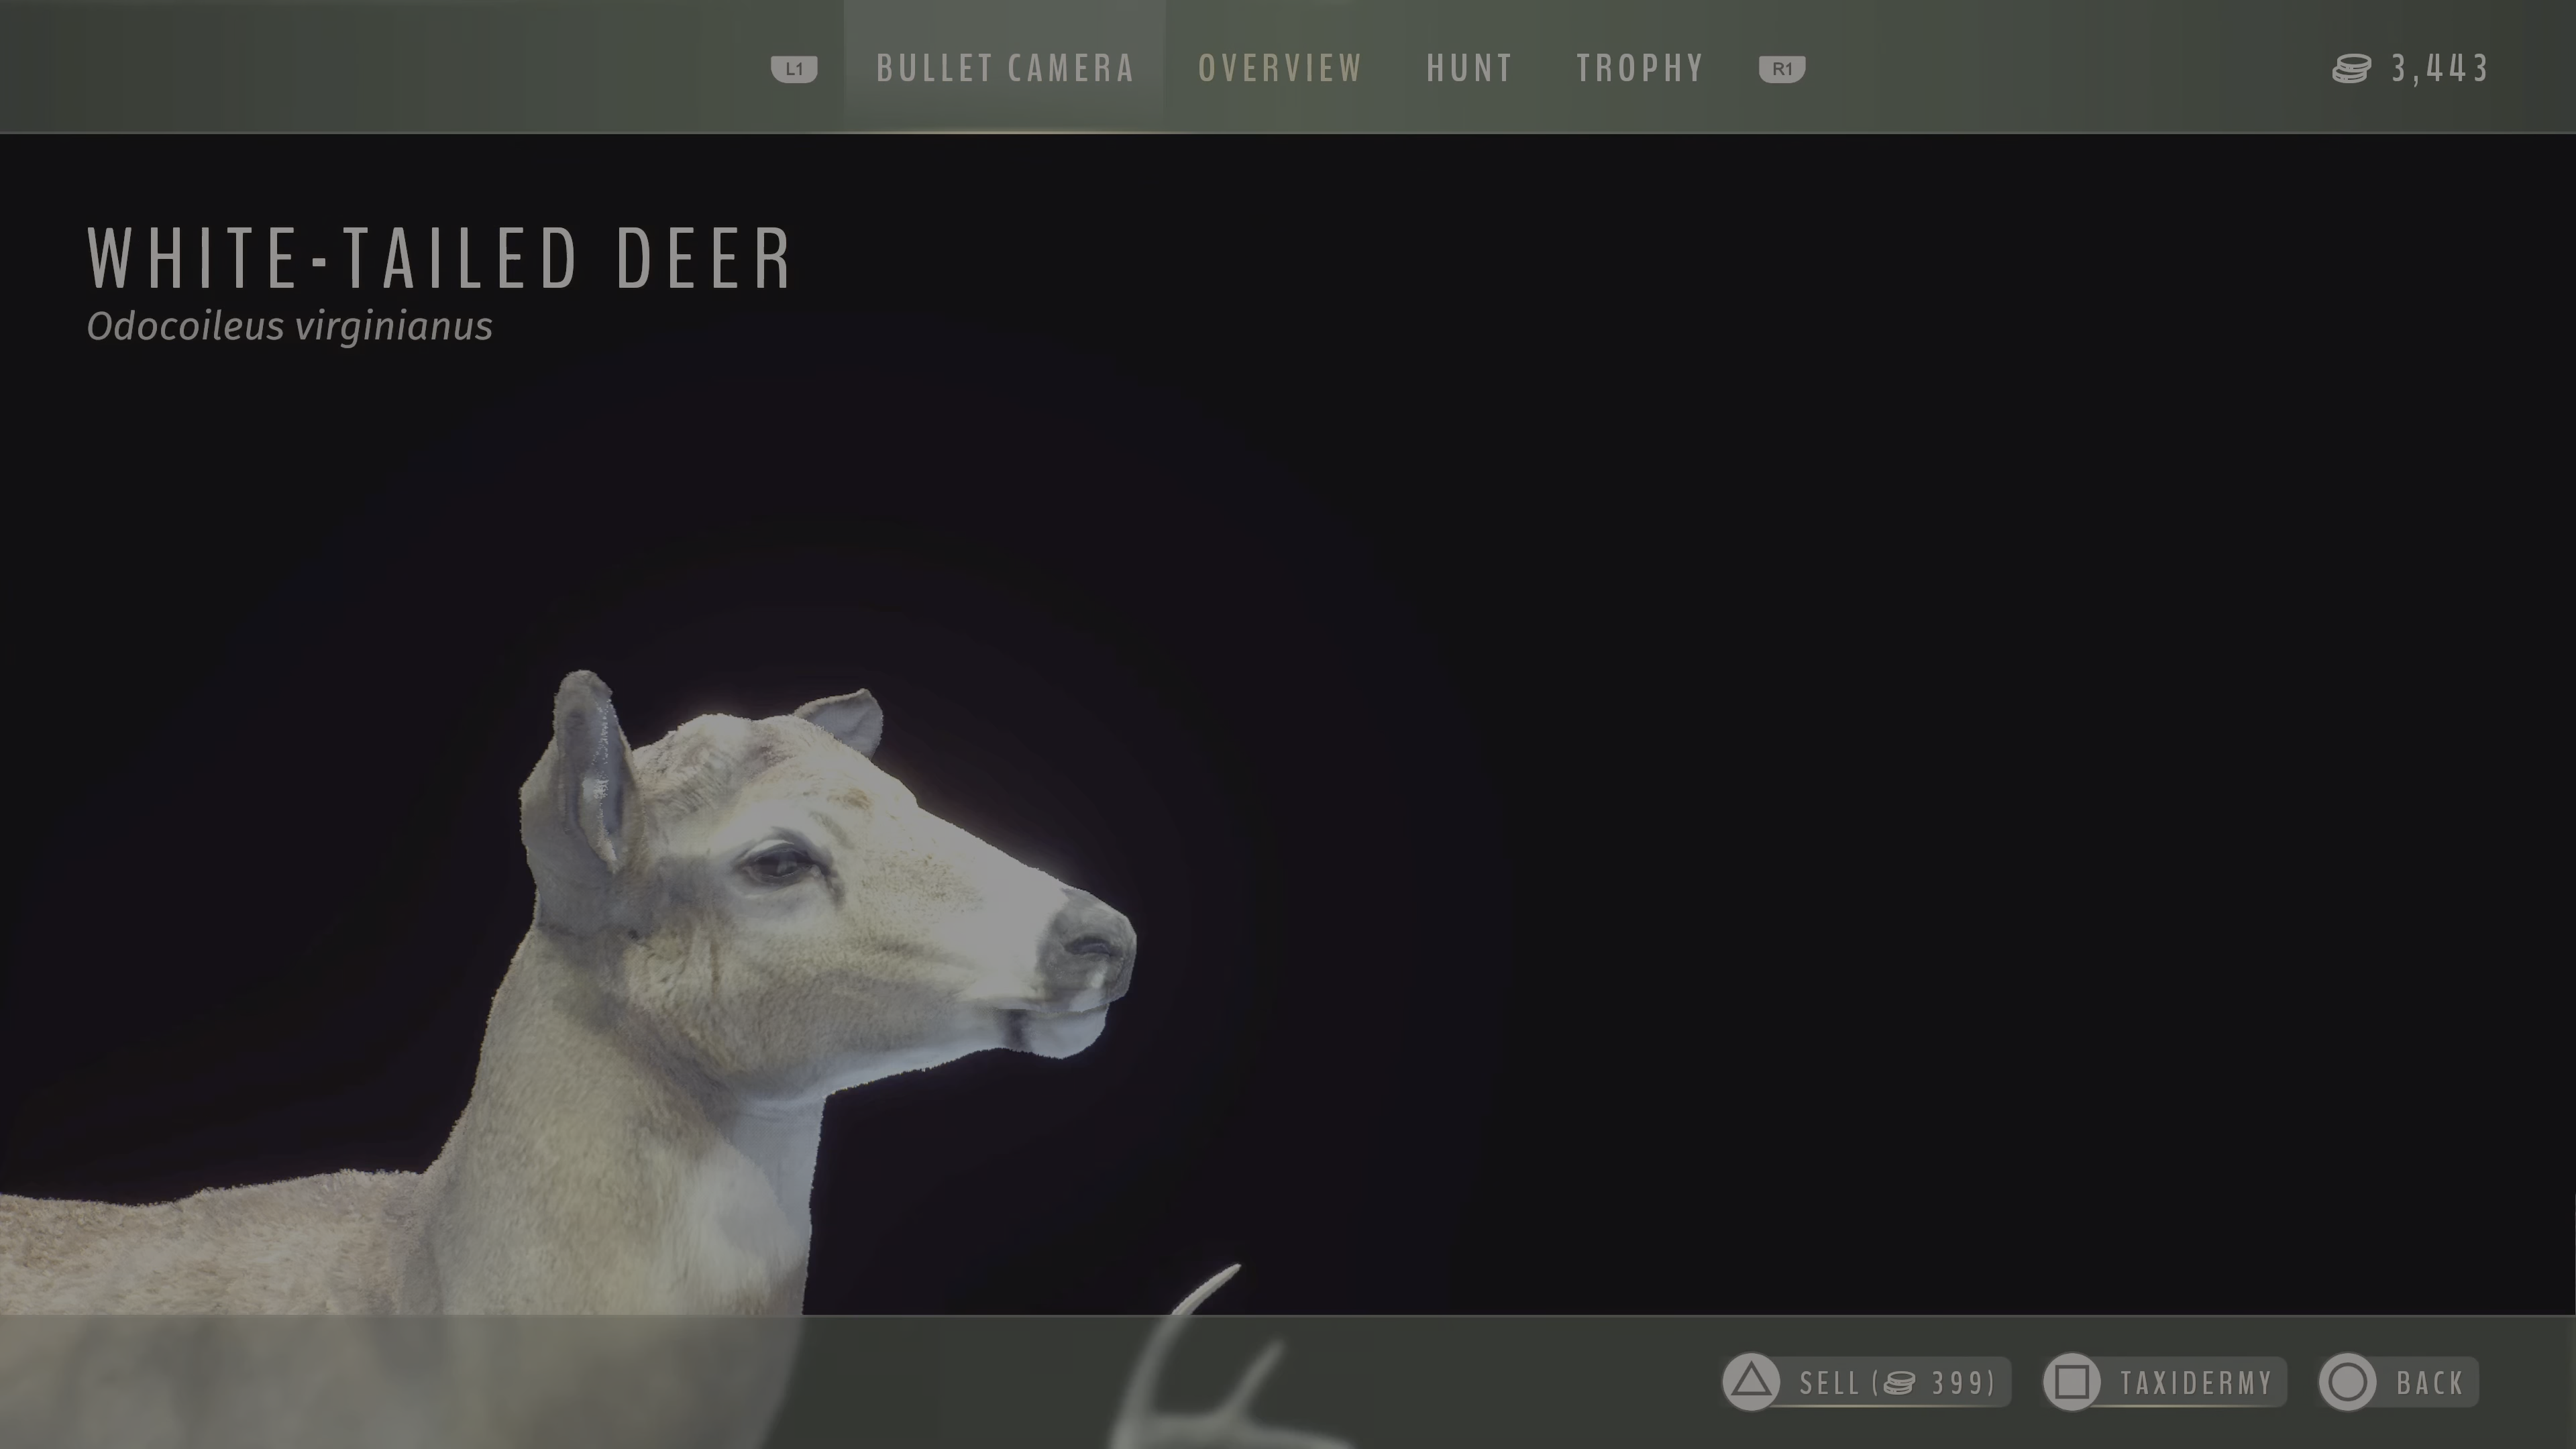 L1 BULLET CAMERA OVERVIEW HUNT TROPHY R1 3,443
WHITE-TAILED DEER
Odocoileus virginianus
SELL ( 399) TAXIDERMY BACK